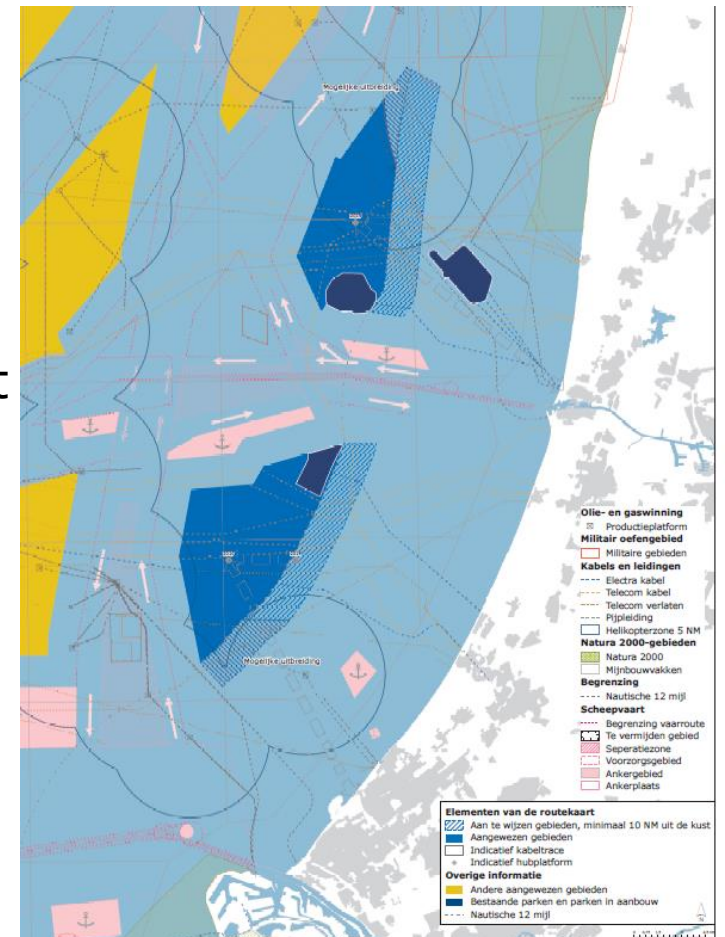 Mogelijke uitbreiding
t
Mogelijke uitbreiding
Olie- en gaswinning
Productieplatform
Militair oefengebied
Militaire gebieden
Kabels en leidingen
Electra kabel
Telecom kabel
Telecom verlaten
Pijpleiding
Helikopterzone 5 NM
Natura 2000-gebieden
Natura 2000
Mijnbouwvakken
Begrenzing
Nautische 12 mijl
Scheepvaart
Begrenzing vaarroute
Te vermijden gebied
Seperatiezone
Voorzorgsgebied
Ankergebied
Ankerplaats
Elementen van de routekaart
Aan te wijzen gebieden, minimaal 10 NM uit de kust
Aangewezen gebieden
Indicatief kabeltrace
Indicatief hubplatform
Overige informatie
Andere aangewezen gebieden
Bestaande parken en parken in aanbouw
Nautische 12 mijl